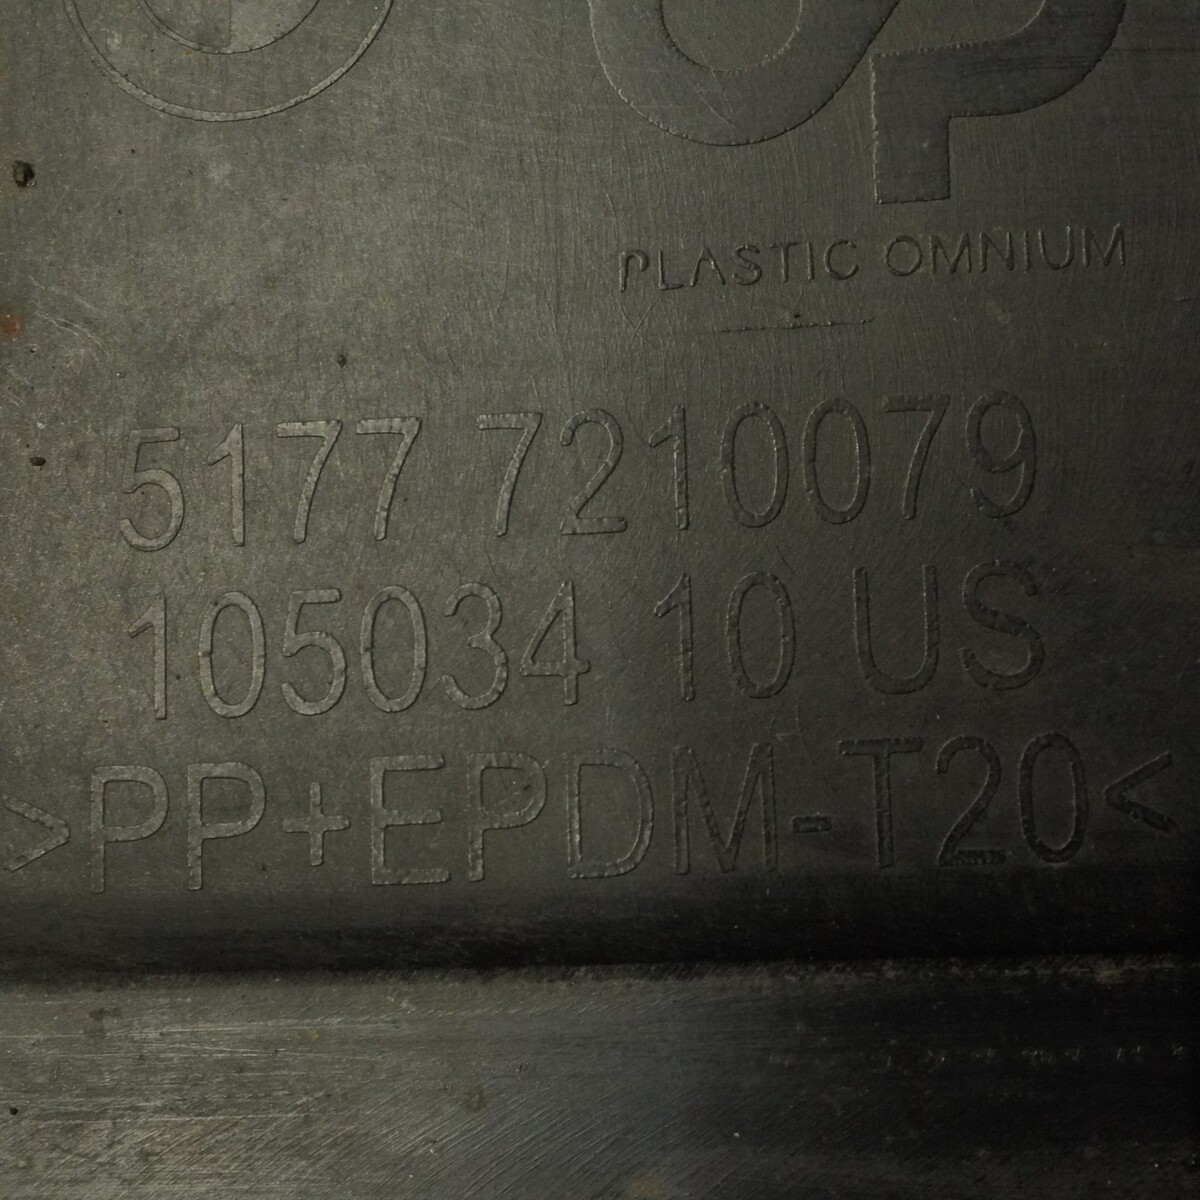 PLASTIC OMNIUM
5177 7210079
105034 10 US
>PP+EPDM-T20<